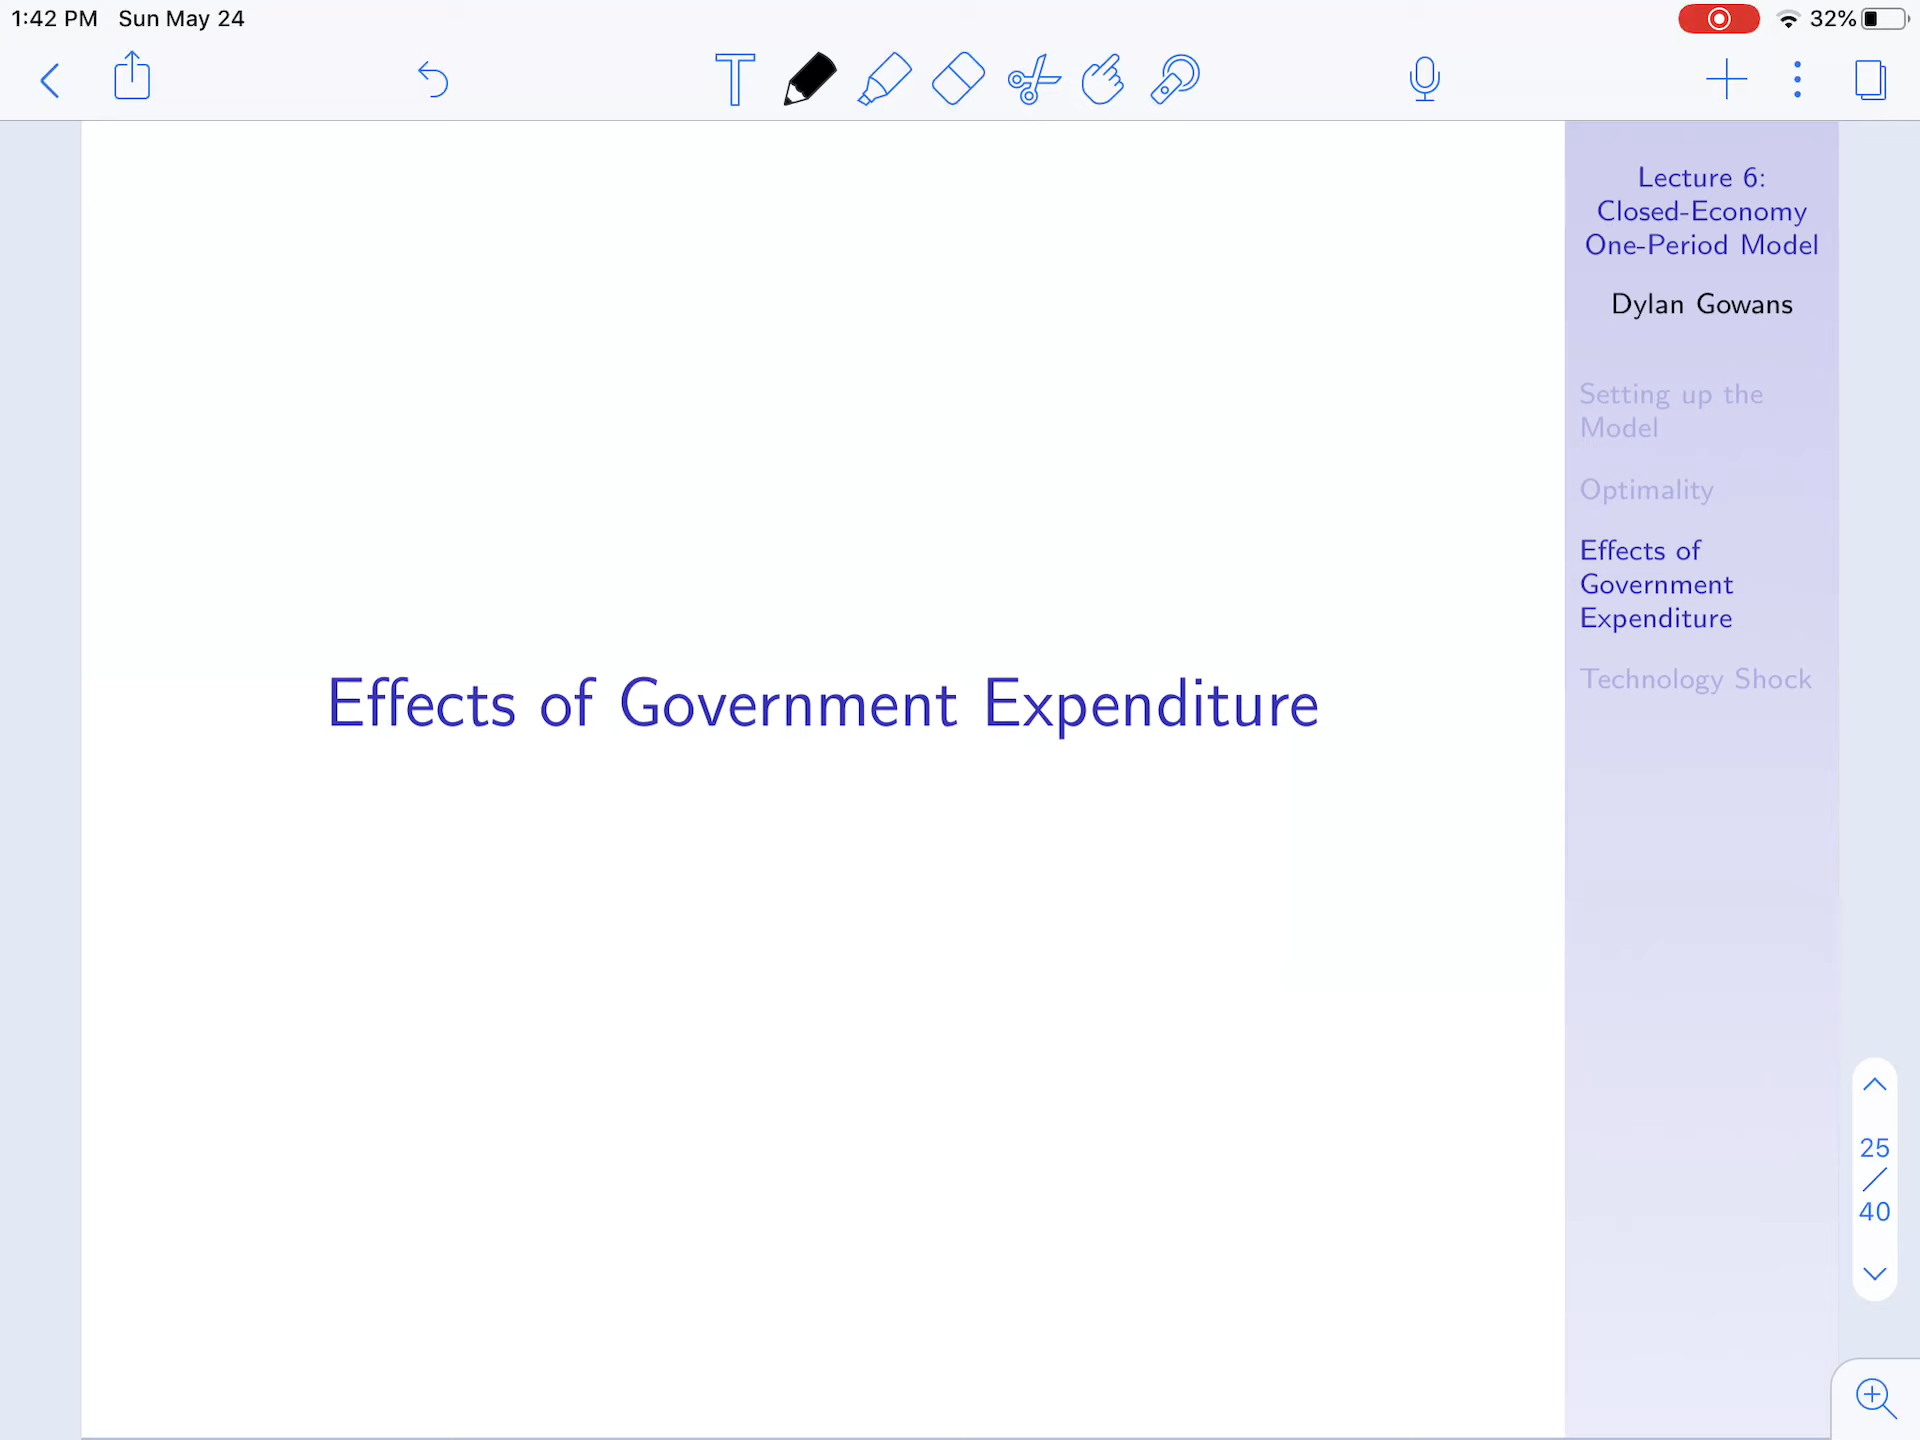 1:42 PM Sun May 24
32%
Lecture 6:
Closed-Economy
One-Period Model
Dylan Gowans
Setting up the
Model
Optimality
Effects of
Government
Expenditure
Technology Shock
Effects of Government Expenditure
25
/
40